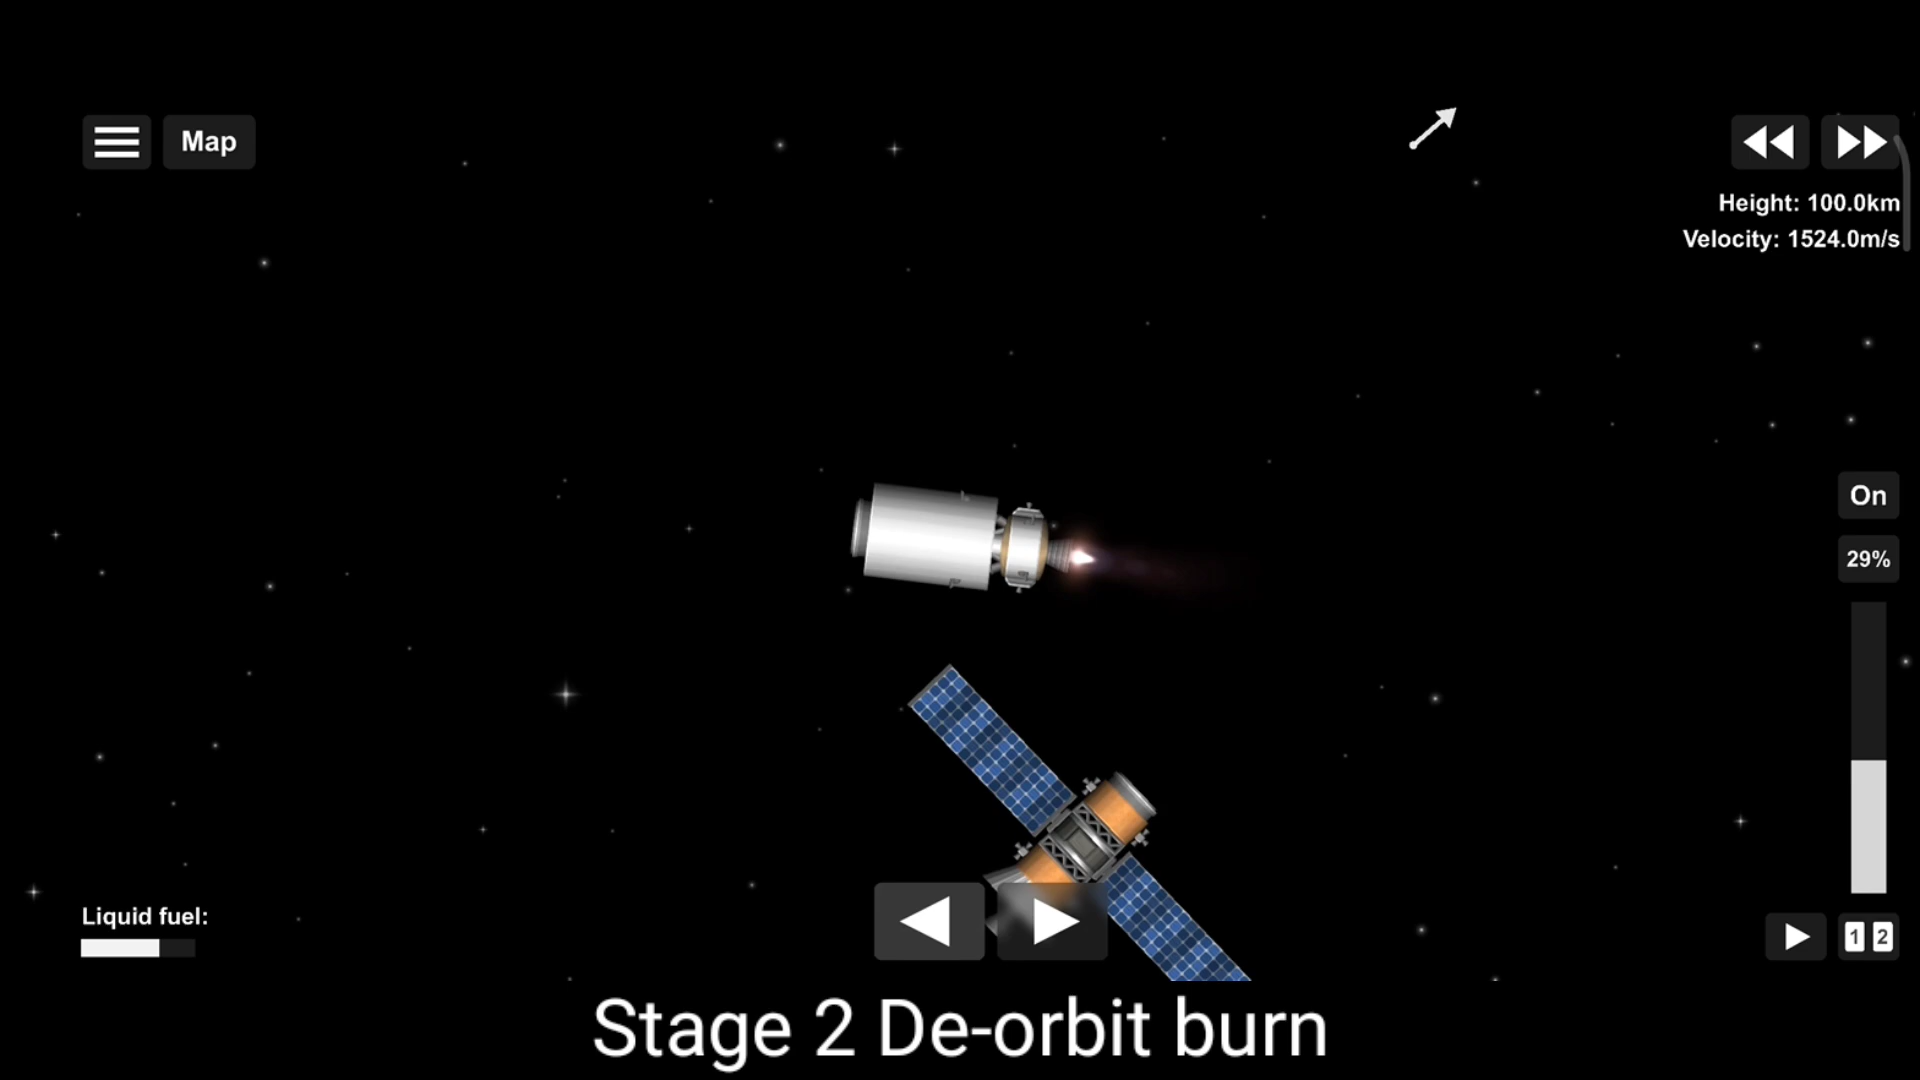 Map
Height: 100.0km
Velocity: 1524.0m/s
On
29%
Liquid fuel:
1 2
Stage 2 De-orbit burn